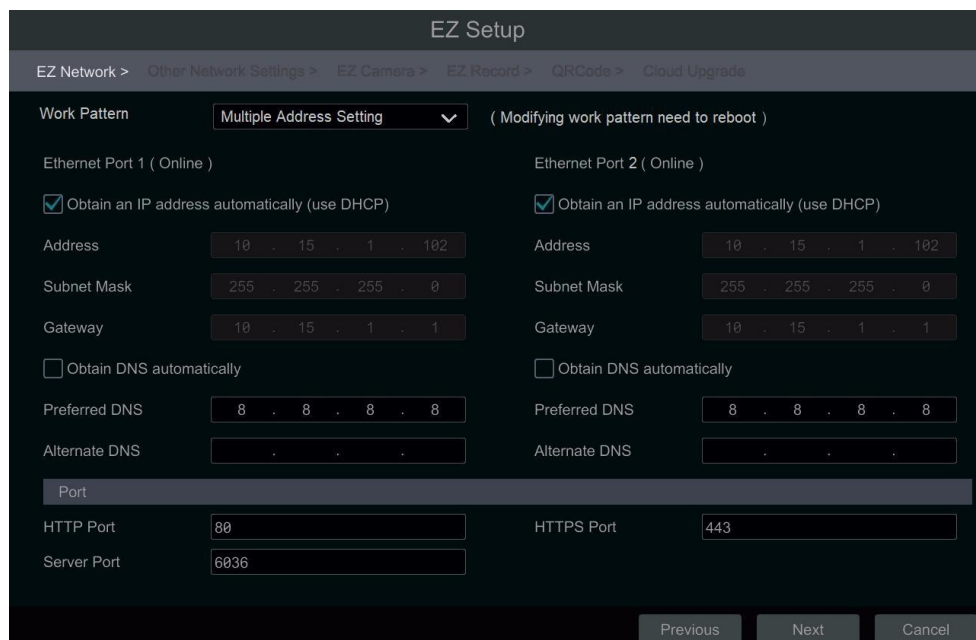 EZ Setup
EZ Network > Other Network Settings > EZ Camera > EZ Record > QRCode > Cloud Upgrade
Work Pattern Multiple Address Setting ( Modifying work pattern need to reboot )
Ethernet Port 1 ( Online ) Ethernet Port 2 ( Online )
Obtain an IP address automatically (use DHCP) Obtain an IP address automatically (use DHCP)
Address 10 . 15 . 1 . 102 Address 10 . 15 . 1 . 102
Subnet Mask 255 . 255 . 255 . 0 Subnet Mask 255 . 255 . 255 . 0
Gateway 10 . 15 . 1 . 1 Gateway 10 . 15 . 1 . 1
Obtain DNS automatically Obtain DNS automatically
Preferred DNS 8 . 8 . 8 . 8 Preferred DNS 8 . 8 . 8 . 8
Alternate DNS . . . Alternate DNS . . .
Port
HTTP Port 80 HTTPS Port 443
Server Port 6036
Previous Next Cancel